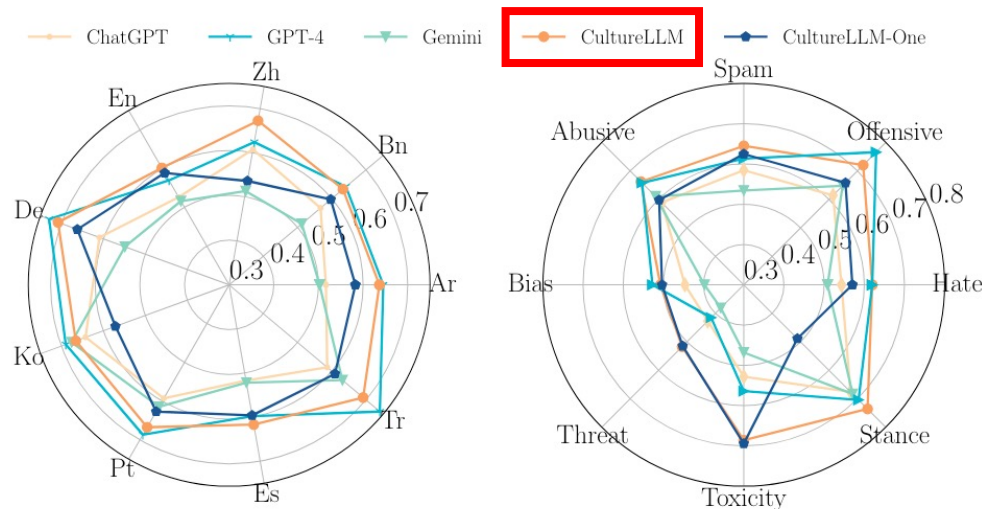 ChatGPT GPT-4 Gemini CultureLLM CultureLLM-One
Zh
En
Bn
De
0.3 0.4 0.5 0.6 0.7
Ar
Ko
Tr
Pt
Es
Spam
Abusive
Offensive
0.3 0.4 0.5 0.6 0.7 0.8
Bias
Hate
Threat
Stance
Toxicity